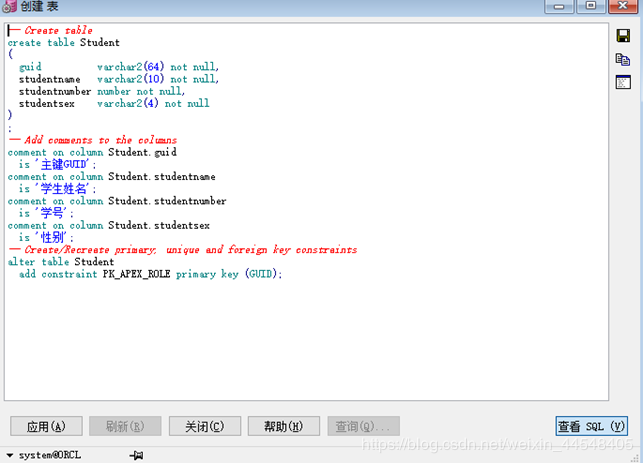 创建 表
-- Create table
create table Student
(
  guid          varchar2(64) not null,
  studentname   varchar2(10) not null,
  studentnumber number not null,
  studentsex    varchar2(4) not null
)
;
-- Add comments to the columns
comment on column Student.guid
  is '主键GUID';
comment on column Student.studentname
  is '学生姓名';
comment on column Student.studentnumber
  is '学号';
comment on column Student.studentsex
  is '性别';
-- Create/Recreate primary, unique and foreign key constraints
alter table Student
  add constraint PK_APEX_ROLE primary key (GUID);
应用(A) 刷新(R) 关闭(C) 帮助(H) 查询(Q)... 查看 SQL (V)
https://blog.csdn.net/weixin_44548406
system@ORCL